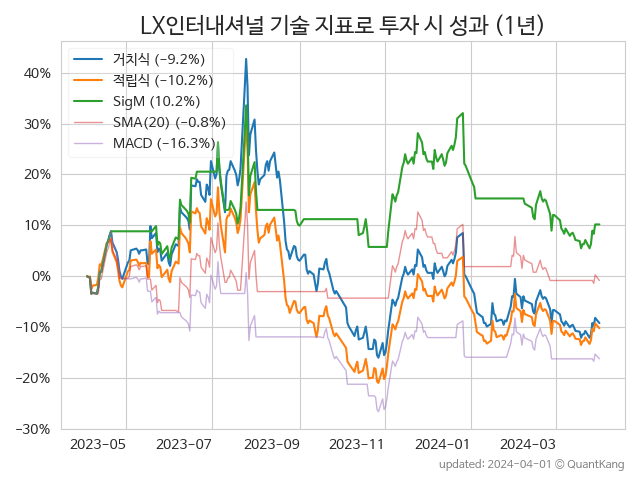 LX인터내셔널 기술 지표로 투자 시 성과 (1년)
거치식 (−9.2%)
적립식 (−10.2%)
SigM (10.2%)
SMA(20) (−0.8%)
MACD (−16.3%)
40%
30%
20%
10%
0%
−10%
−20%
−30%
2023-05 2023-07 2023-09 2023-11 2024-01 2024-03
updated: 2024-04-01 © QuantKang